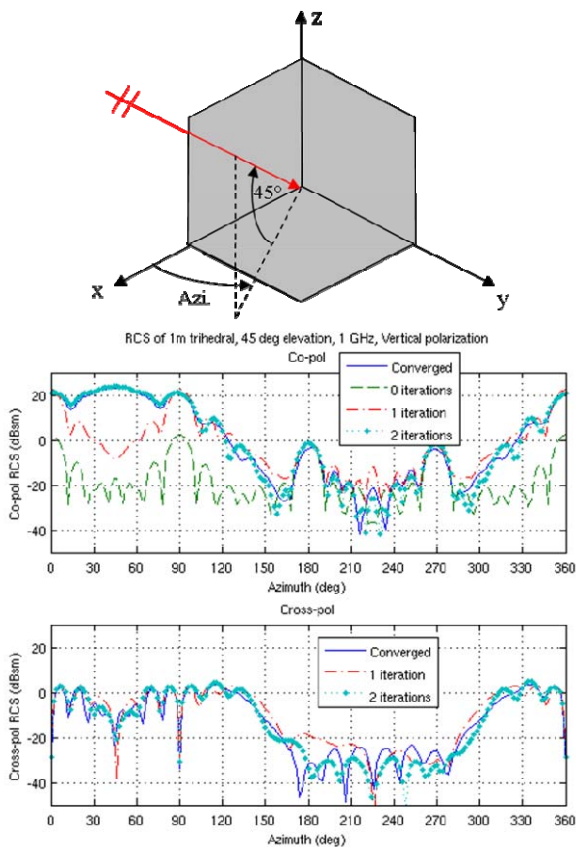 z
45°
x
Azi.
y
RCS of 1m trihedral, 45 deg elevation, 1 GHz, Vertical polarization
Co-pol
Converged
0 iterations
1 iteration
2 iterations
Co-pol RCS (dBsm)
20
0
-20
-40
0 30 60 90 120 150 180 210 240 270 300 330 360
Azimuth (deg)
Cross-pol
Converged
1 iteration
2 iterations
Cross-pol RCS (dBsm)
20
0
-20
-40
0 30 60 90 120 150 180 210 240 270 300 330 360
Azimuth (deg)